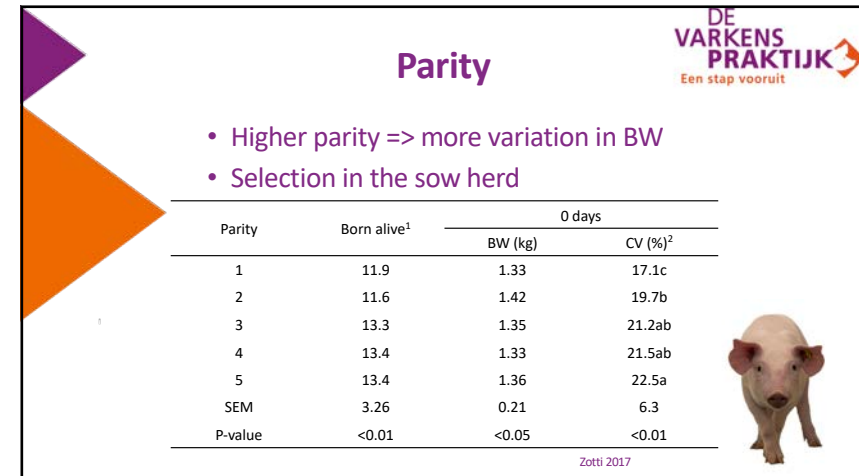 DE
VARKENS
PRAKTIJK
Een stap vooruit
Parity
• Higher parity => more variation in BW
• Selection in the sow herd
Parity Born alive¹ 0 days
BW (kg) CV (%)²
1 11.9 1.33 17.1c
2 11.6 1.42 19.7b
3 13.3 1.35 21.2ab
4 13.4 1.33 21.5ab
5 13.4 1.36 22.5a
SEM 3.26 0.21 6.3
P-value <0.01 <0.05 <0.01
Zotti 2017